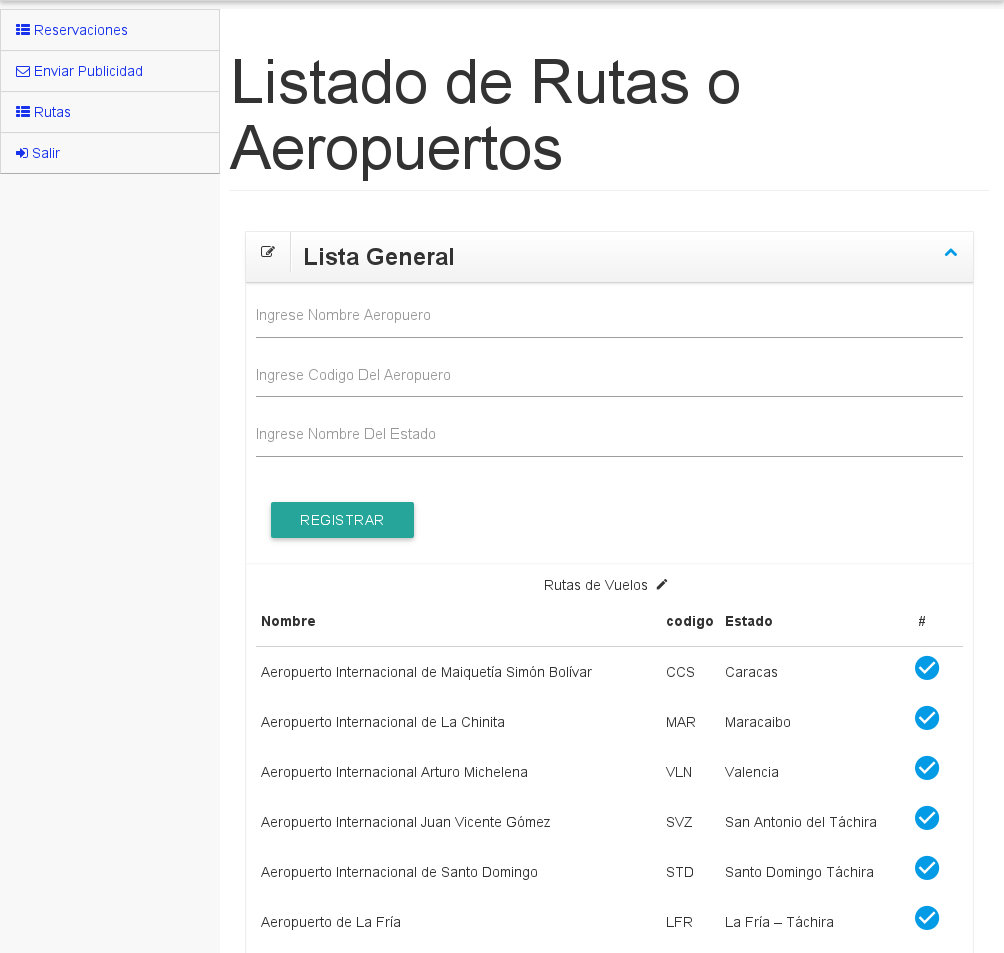 Reservaciones
Enviar Publicidad
Rutas
Salir
Listado de Rutas o
Aeropuertos
Lista General
Ingrese Nombre Aeropuero
Ingrese Codigo Del Aeropuero
Ingrese Nombre Del Estado
REGISTRAR
Rutas de Vuelos
Nombre codigo Estado #
Aeropuerto Internacional de Maiquetía Simón Bolívar CCS Caracas
Aeropuerto Internacional de La Chinita MAR Maracaibo
Aeropuerto Internacional Arturo Michelena VLN Valencia
Aeropuerto Internacional Juan Vicente Gómez SVZ San Antonio del Táchira
Aeropuerto Internacional de Santo Domingo STD Santo Domingo Táchira
Aeropuerto de La Fría LFR La Fría – Táchira